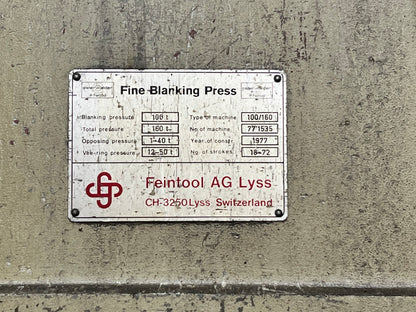 Fine Blanking Press
Blanking pressure 100 t Type of machine 100/160
Total pressure 160 t No of machine 77 1535
Opposing pressure 1-40 t Year of constr. 1977
Vee-ring pressure 12-50 t No. of strokes 18-72
Feintool AG Lyss
CH-3250 Lyss Switzerland